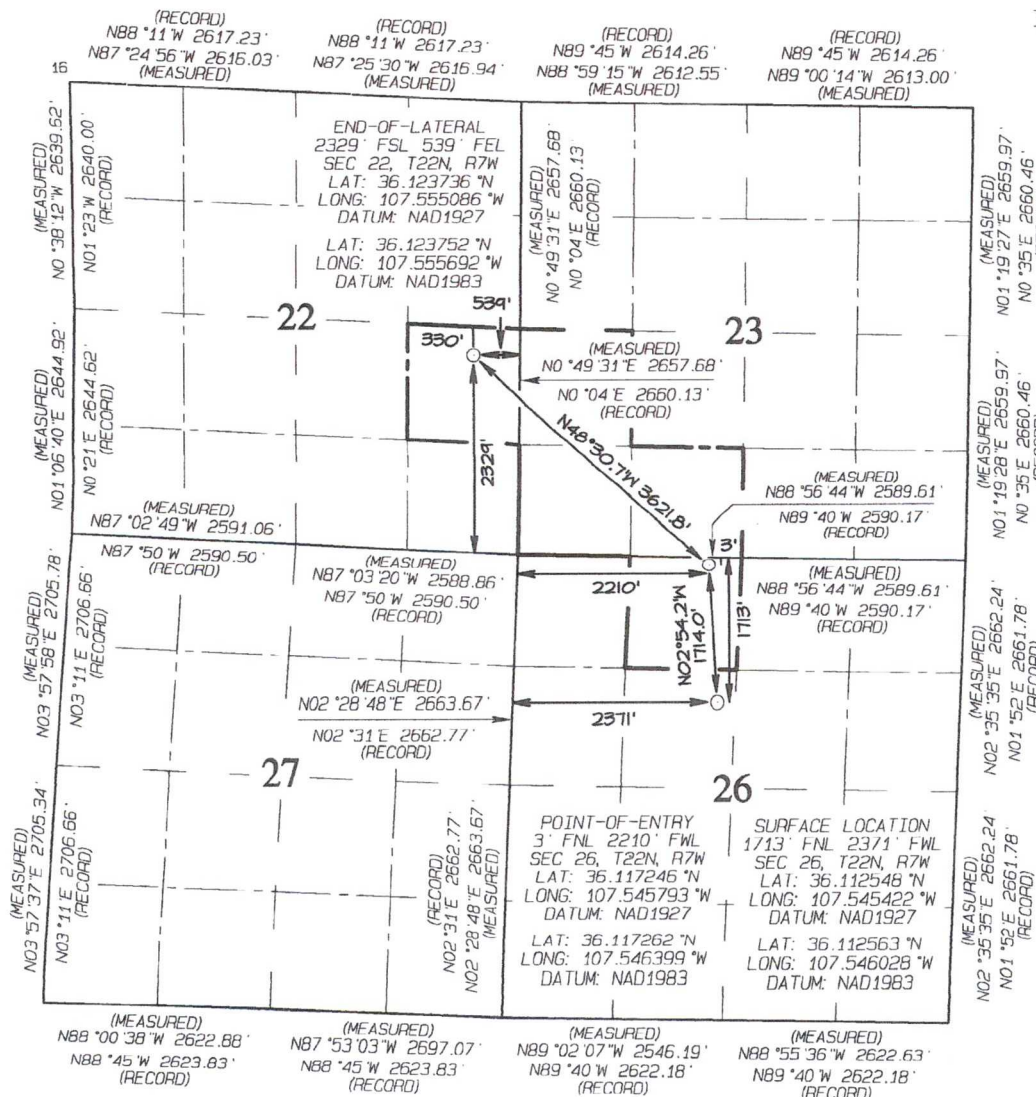 (RECORD)
N88°11'W 2617.23'
N87°24'56"W 2616.03'
(MEASURED)
(RECORD)
N88°11'W 2617.23'
N87°25'30"W 2616.94'
(MEASURED)
(RECORD)
N89°45'W 2614.26'
N88°59'15"W 2612.55'
(MEASURED)
(RECORD)
N89°45'W 2614.26'
N89°00'14"W 2613.00'
(MEASURED)
16
(MEASURED)
N0°38'12"W 2639.62'
N01°23'W 2640.00'
(RECORD)
END-OF-LATERAL
2329' FSL 539' FEL
SEC 22, T22N, R7W
LAT: 36.123736°N
LONG: 107.555086°W
DATUM: NAD1927
LAT: 36.123752°N
LONG: 107.555692°W
DATUM: NAD1983
(MEASURED)
N0°49'31"E 2657.68'
N0°04'E 2660.13'
(RECORD)
(MEASURED)
N01°19'27"E 2659.97'
N0°35'E 2660.46'
22
23
539'
330'
(MEASURED)
N0°49'31"E 2657.68'
N0°04'E 2660.13'
(RECORD)
(MEASURED)
N01°06'40"E 2644.92'
N0°21'E 2644.62'
(RECORD)
2329'
N48°30.7'W 3621.8'
(MEASURED)
N01°19'28"E 2659.97'
N0°35'E 2660.46'
(MEASURED)
N88°56'44"W 2589.61'
N89°40'W 2590.17'
(RECORD)
(MEASURED)
N87°02'49"W 2591.06'
N87°50'W 2590.50'
(RECORD)
(MEASURED)
N87°03'20"W 2588.86'
N87°50'W 2590.50'
(RECORD)
3'
2210'
(MEASURED)
N88°56'44"W 2589.61'
N89°40'W 2590.17'
(RECORD)
(MEASURED)
N03°57'58"E 2705.78'
N03°11'E 2706.66'
(RECORD)
N02°54.2'W
1714.0'
1713'
(MEASURED)
N02°35'35"E 2662.24'
N01°52'E 2661.78'
(RECORD)
(MEASURED)
N02°28'48"E 2663.67'
N02°31'E 2662.77'
(RECORD)
2371'
27
26
(MEASURED)
N03°57'37"E 2705.34'
N03°11'E 2706.66'
(RECORD)
(RECORD)
N02°31'E 2662.77'
N02°28'48"E 2663.67'
(MEASURED)
POINT-OF-ENTRY
3' FNL 2210' FWL
SEC 26, T22N, R7W
LAT: 36.117246°N
LONG: 107.545793°W
DATUM: NAD1927
LAT: 36.117262°N
LONG: 107.546399°W
DATUM: NAD1983
SURFACE LOCATION
1713' FNL 2371' FWL
SEC 26, T22N, R7W
LAT: 36.112548°N
LONG: 107.545422°W
DATUM: NAD1927
LAT: 36.112563°N
LONG: 107.546028°W
DATUM: NAD1983
(MEASURED)
N02°35'35"E 2662.24'
N01°52'E 2661.78'
(RECORD)
(MEASURED)
N88°00'38"W 2622.88'
N88°45'W 2623.83'
(RECORD)
(MEASURED)
N87°53'03"W 2697.07'
N88°45'W 2623.83'
(RECORD)
(MEASURED)
N89°02'07"W 2546.19'
N89°40'W 2622.18'
(RECORD)
(MEASURED)
N88°55'36"W 2622.63'
N89°40'W 2622.18'
(RECORD)